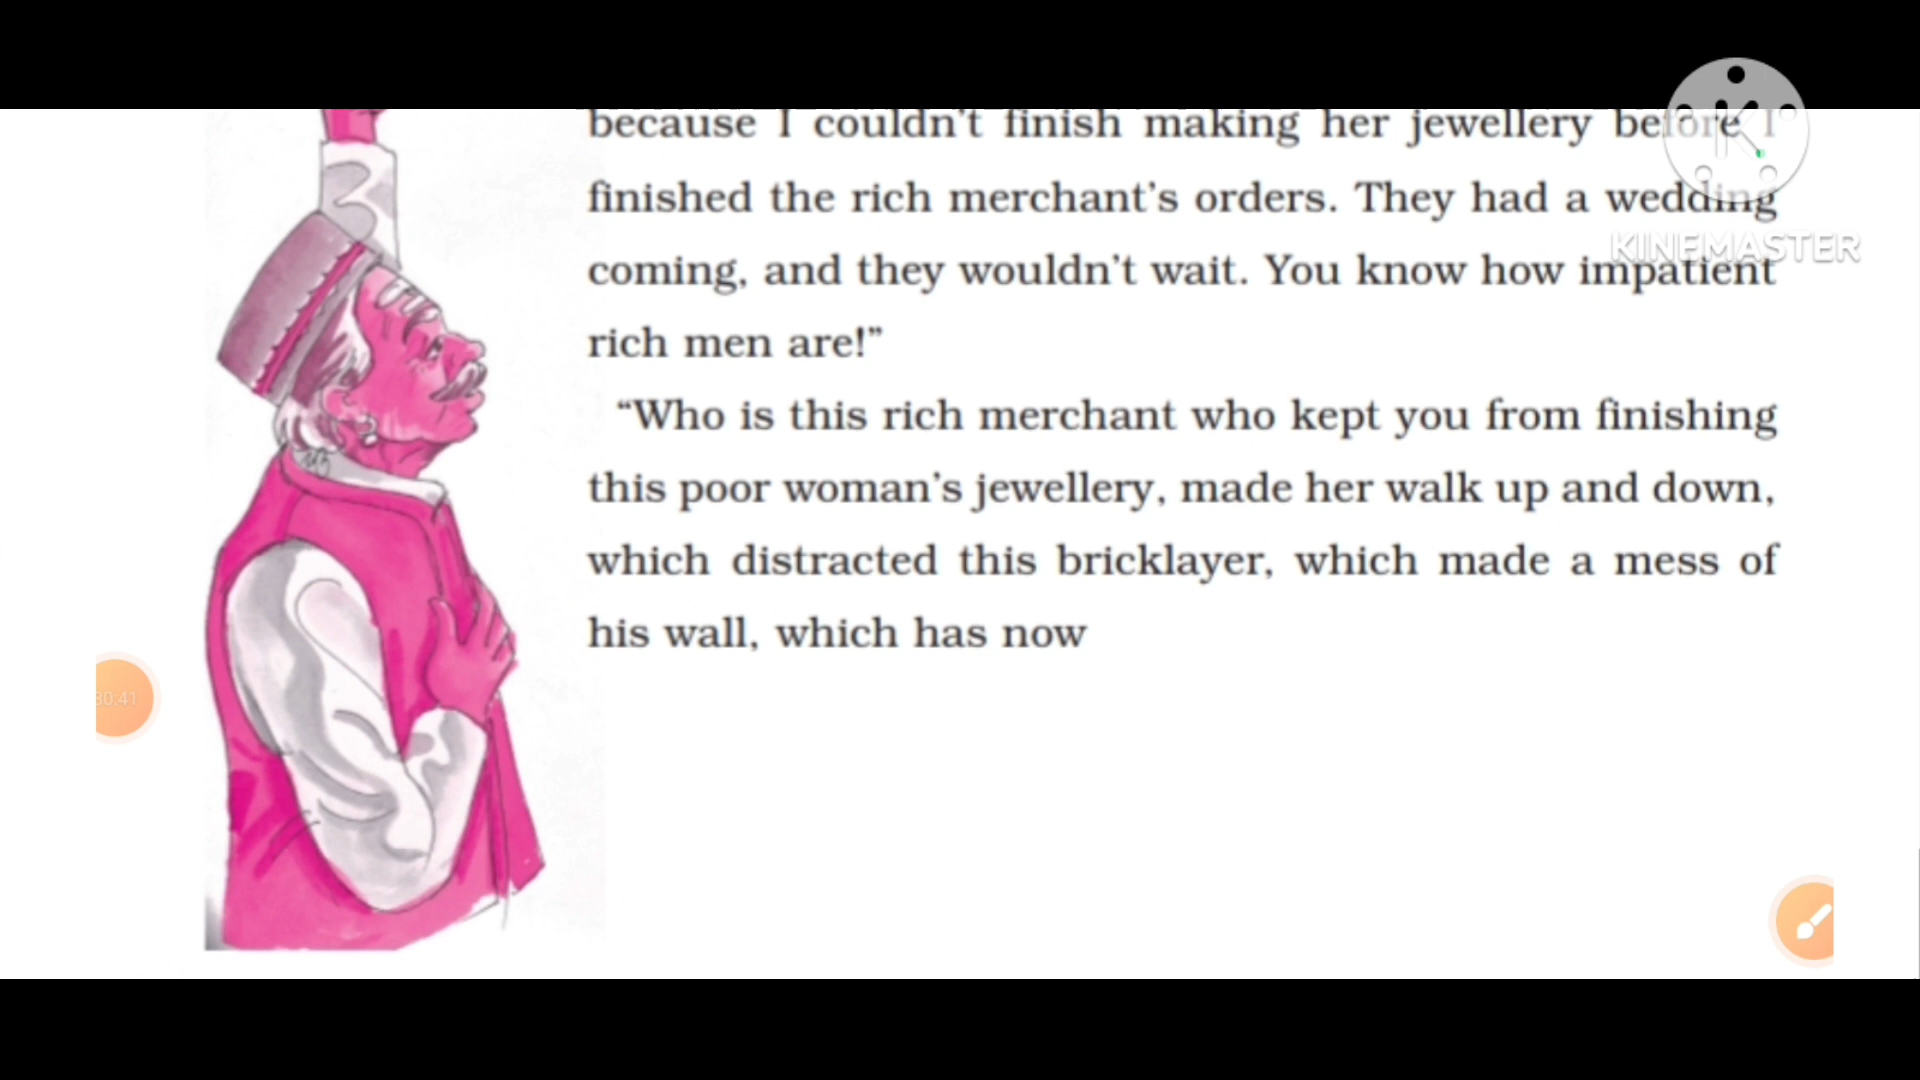 because I couldn't finish making her jewellery before I
finished the rich merchant's orders. They had a wedding
coming, and they wouldn't wait. You know how impatient
rich men are!”
“Who is this rich merchant who kept you from finishing
this poor woman's jewellery, made her walk up and down,
which distracted this bricklayer, which made a mess of
his wall, which has now
K
KINEMASTER
30:41